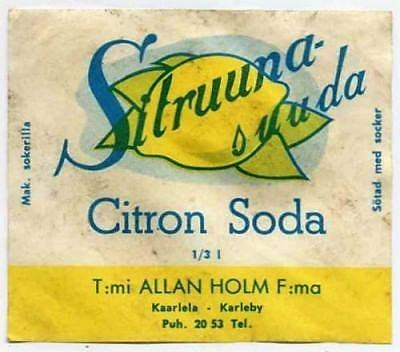 Sitruuna-
suuda
Mak. sokerilla
Sötad med socker
Citron Soda
1/3 l
T:mi ALLAN HOLM F:ma
Kaarlela - Karleby
Puh. 20 53 Tel.